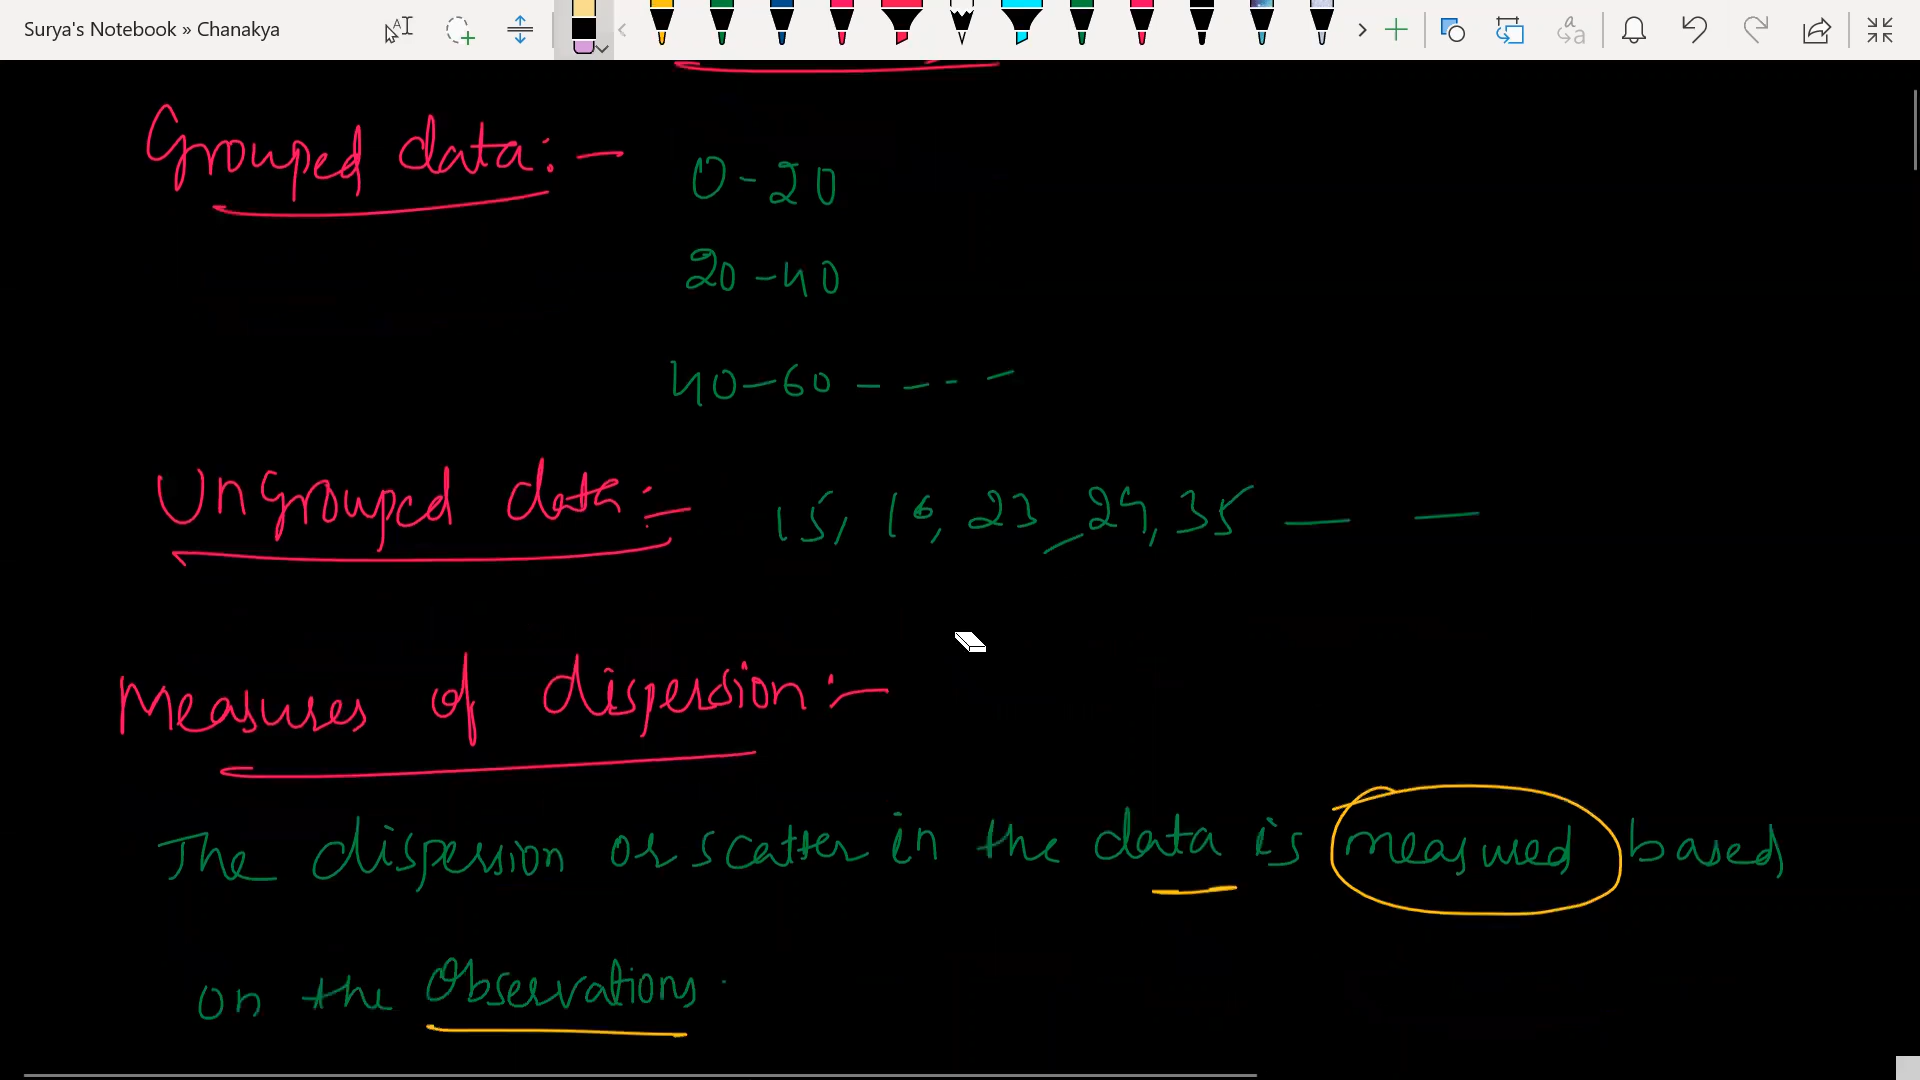 Surya's Notebook » Chanakya
Grouped data:- 0-20
20-40
40-60 - - - -
Ungrouped data:- 15, 16, 23, 24, 35 — —
Measures of dispersion:-
The dispersion or scatter in the data is measured based
on the Observations.